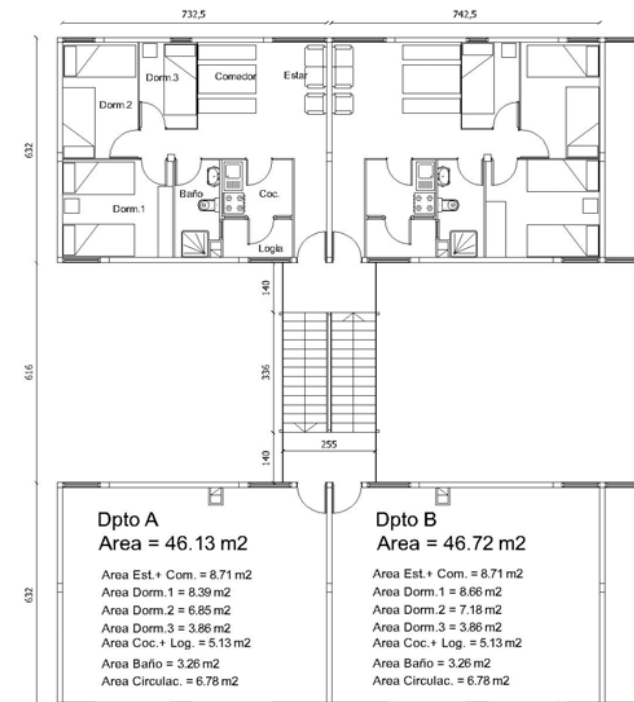 732,5
742,5
Dorm.3
Comedor
Estar
Dorm.2
632
Dorm.1
Baño
Coc.
Logia
140
616
336
255
140
Dpto A
Area = 46.13 m2
Area Est.+ Com. = 8.71 m2
Area Dorm.1 = 8.39 m2
Area Dorm.2 = 6.85 m2
Area Dorm.3 = 3.86 m2
Area Coc.+ Log. = 5.13 m2
Area Baño = 3.26 m2
Area Circulac. = 6.78 m2
Dpto B
Area = 46.72 m2
Area Est.+ Com. = 8.71 m2
Area Dorm.1 = 8.66 m2
Area Dorm.2 = 7.18 m2
Area Dorm.3 = 3.86 m2
Area Coc.+ Log. = 5.13 m2
Area Baño = 3.26 m2
Area Circulac. = 6.78 m2
632